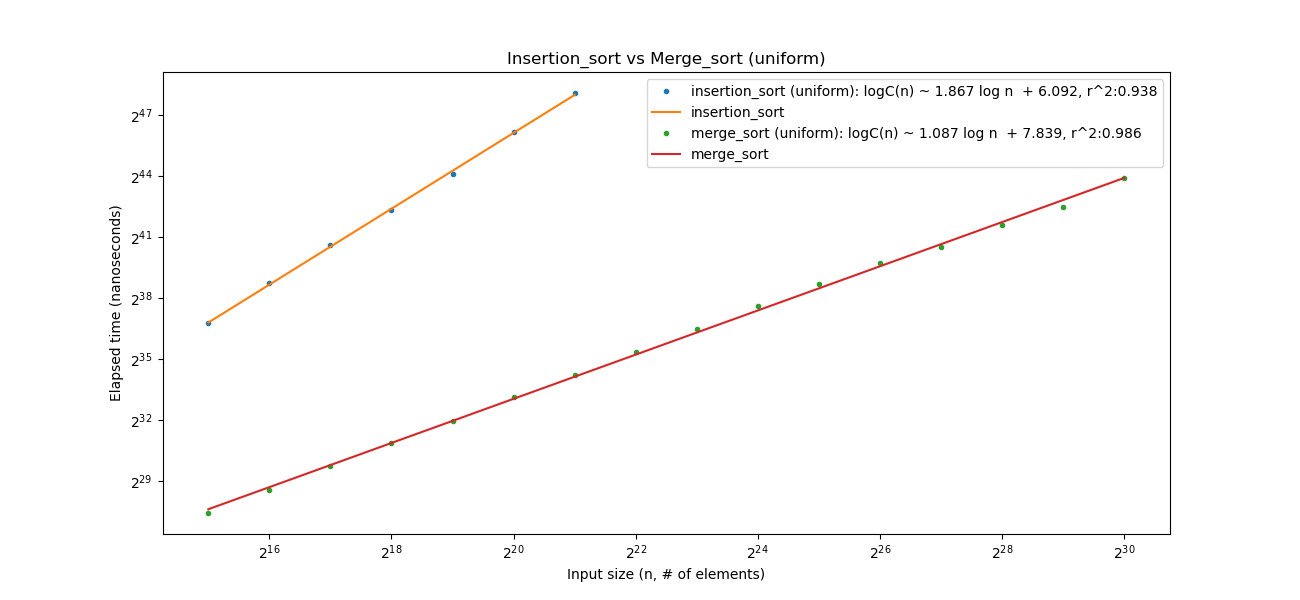 Insertion_sort vs Merge_sort (uniform)
insertion_sort (uniform): logC(n) ~ 1.867 log n  + 6.092, r^2:0.938
insertion_sort
merge_sort (uniform): logC(n) ~ 1.087 log n  + 7.839, r^2:0.986
merge_sort
Elapsed time (nanoseconds)
2^47
2^44
2^41
2^38
2^35
2^32
2^29
2^16 2^18 2^20 2^22 2^24 2^26 2^28 2^30
Input size (n, # of elements)